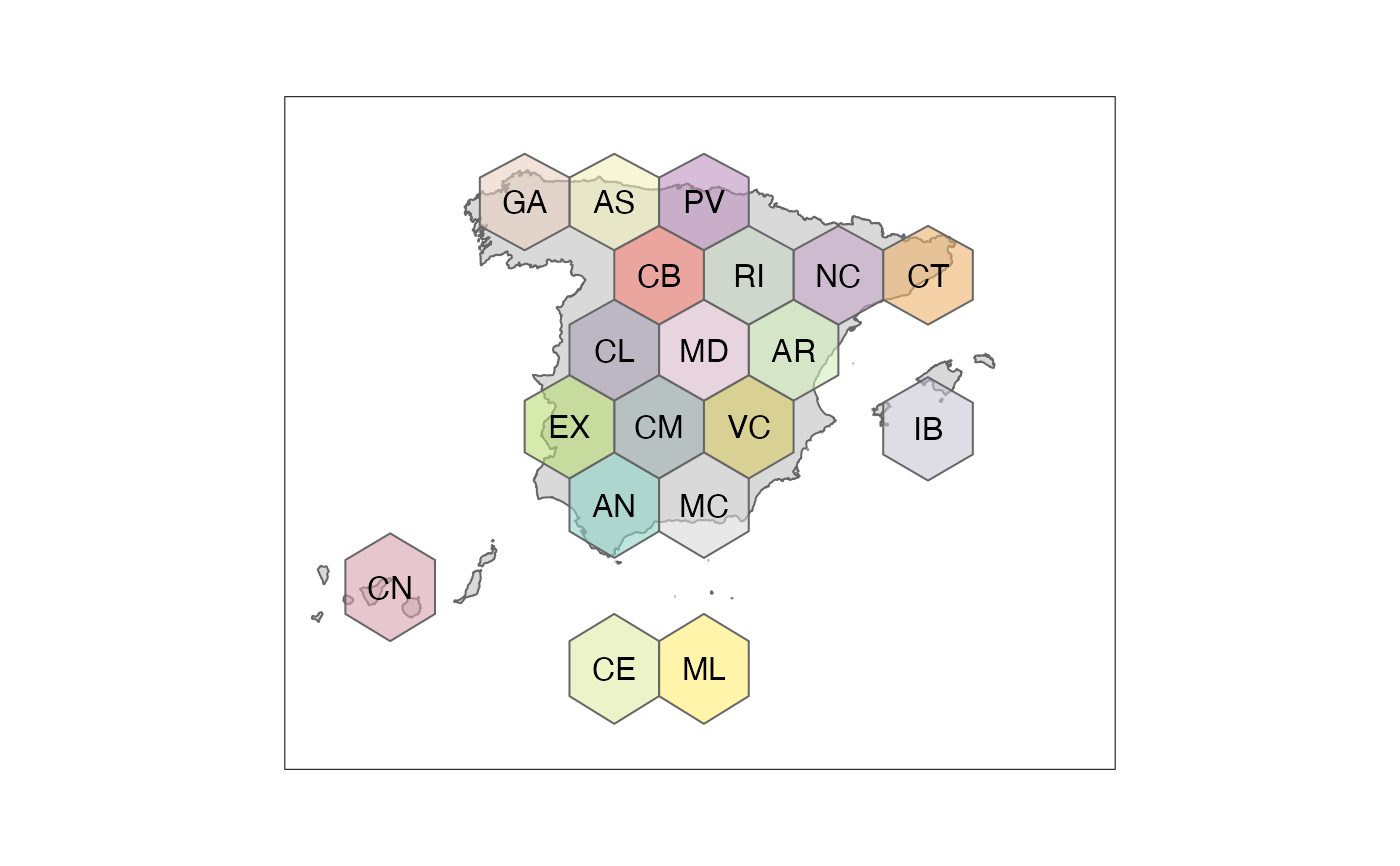 GA AS PV
CB RI NC CT
CL MD AR
EX CM VC IB
AN MC
CN
CE ML